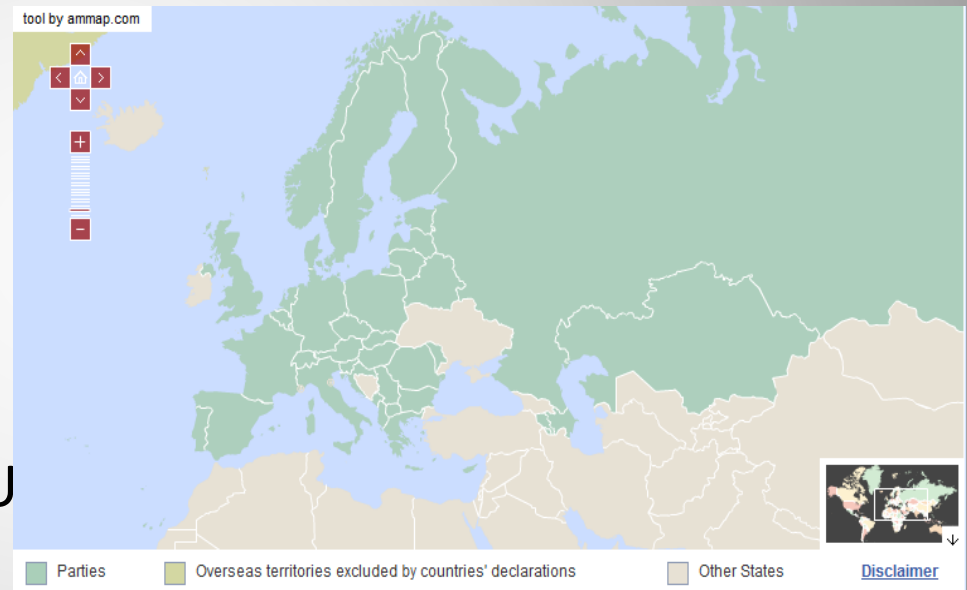 tool by ammap.com
U
Parties
Overseas territories excluded by countries' declarations
Other States
Disclaimer